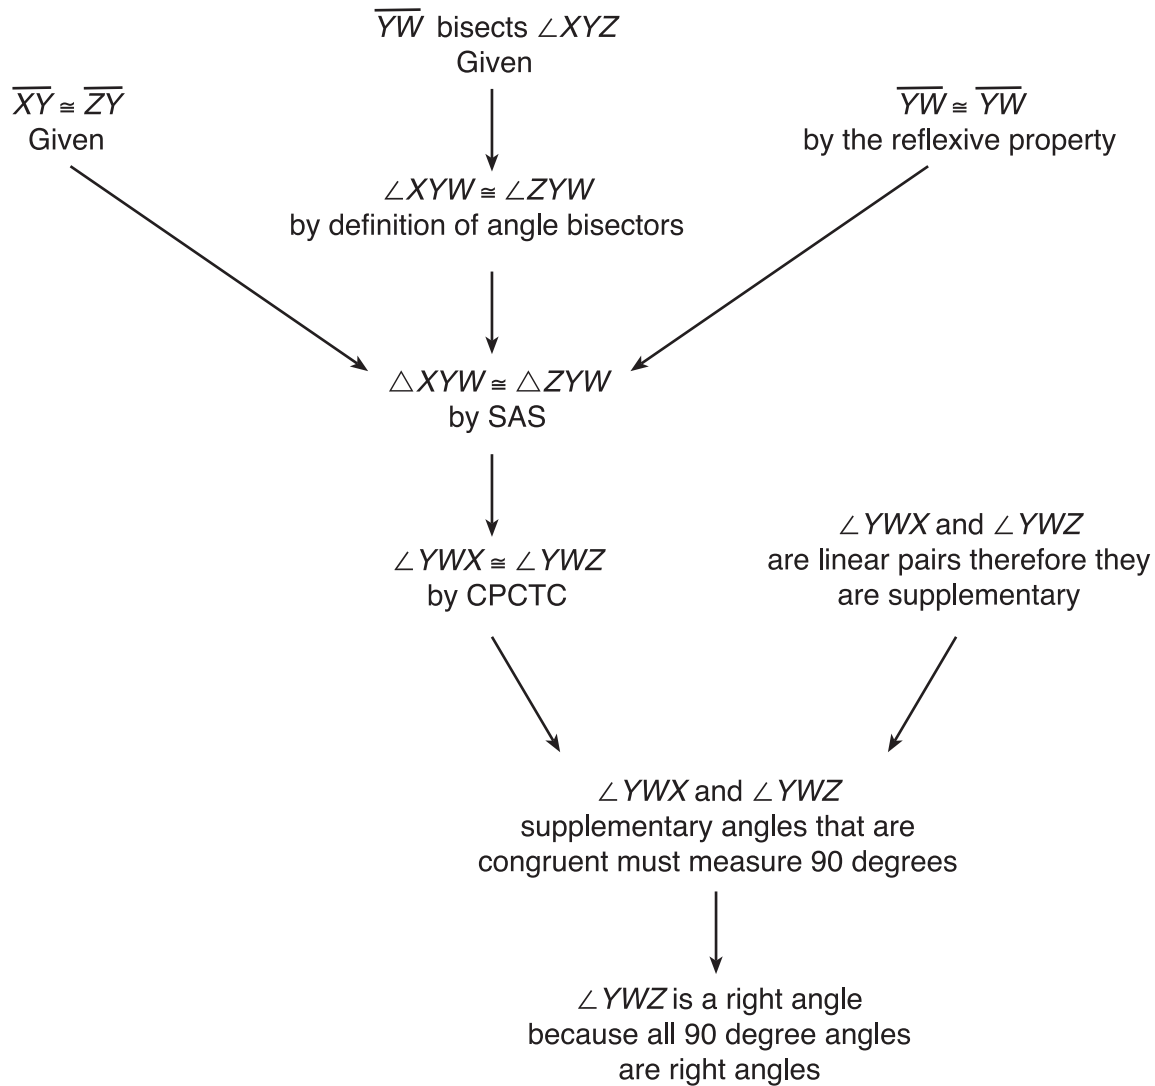 YW bisects ∠XYZ
Given
XY ≅ ZY
Given
YW ≅ YW
by the reflexive property
∠XYW ≅ ∠ZYW
by definition of angle bisectors
△XYW ≅ △ZYW
by SAS
∠YWX ≅ ∠YWZ
by CPCTC
∠YWX and ∠YWZ
are linear pairs therefore they
are supplementary
∠YWX and ∠YWZ
supplementary angles that are
congruent must measure 90 degrees
∠YWZ is a right angle
because all 90 degree angles
are right angles